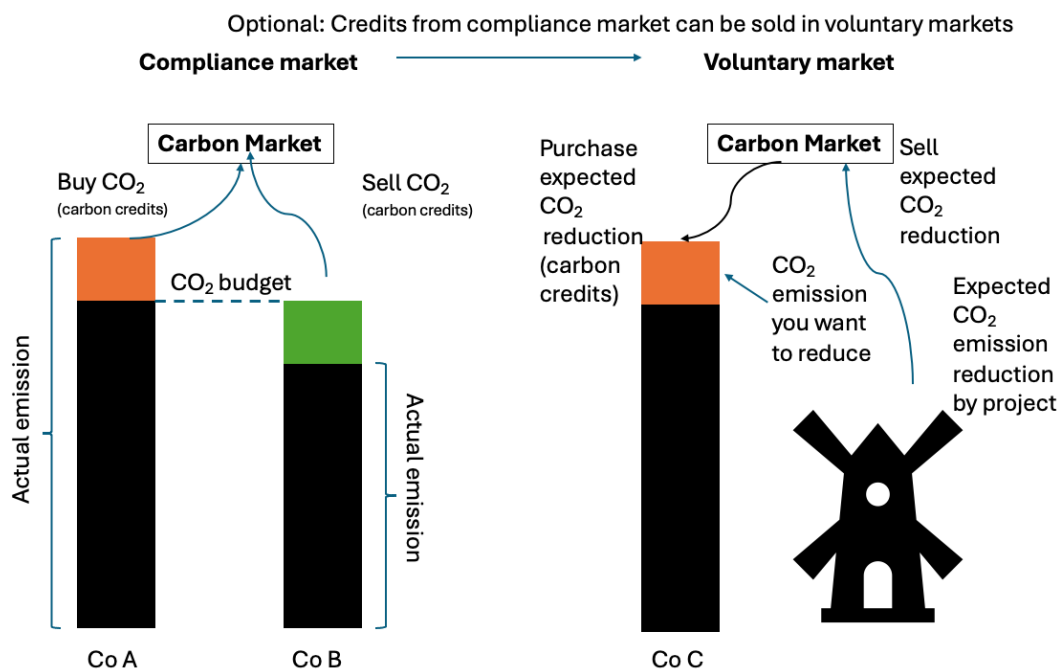 Optional: Credits from compliance market can be sold in voluntary markets
Compliance market
Voluntary market
Carbon Market
Buy CO₂
(carbon credits)
Sell CO₂
(carbon credits)
CO₂ budget
Actual emission
Actual emission
Co A
Co B
Carbon Market
Purchase
expected
CO₂
reduction
(carbon
credits)
Sell
expected
CO₂
reduction
CO₂
emission
you want
to reduce
Expected
CO₂
emission
reduction
by project
Co C